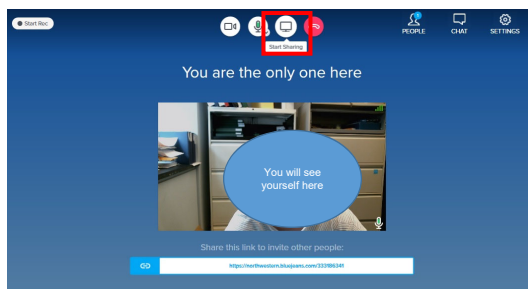 Start Rec
PEOPLE
CHAT
SETTINGS
Start Sharing
You are the only one here
You will see
yourself here
Share this link to invite other people:
https://northwestern.bluejeans.com/333186341